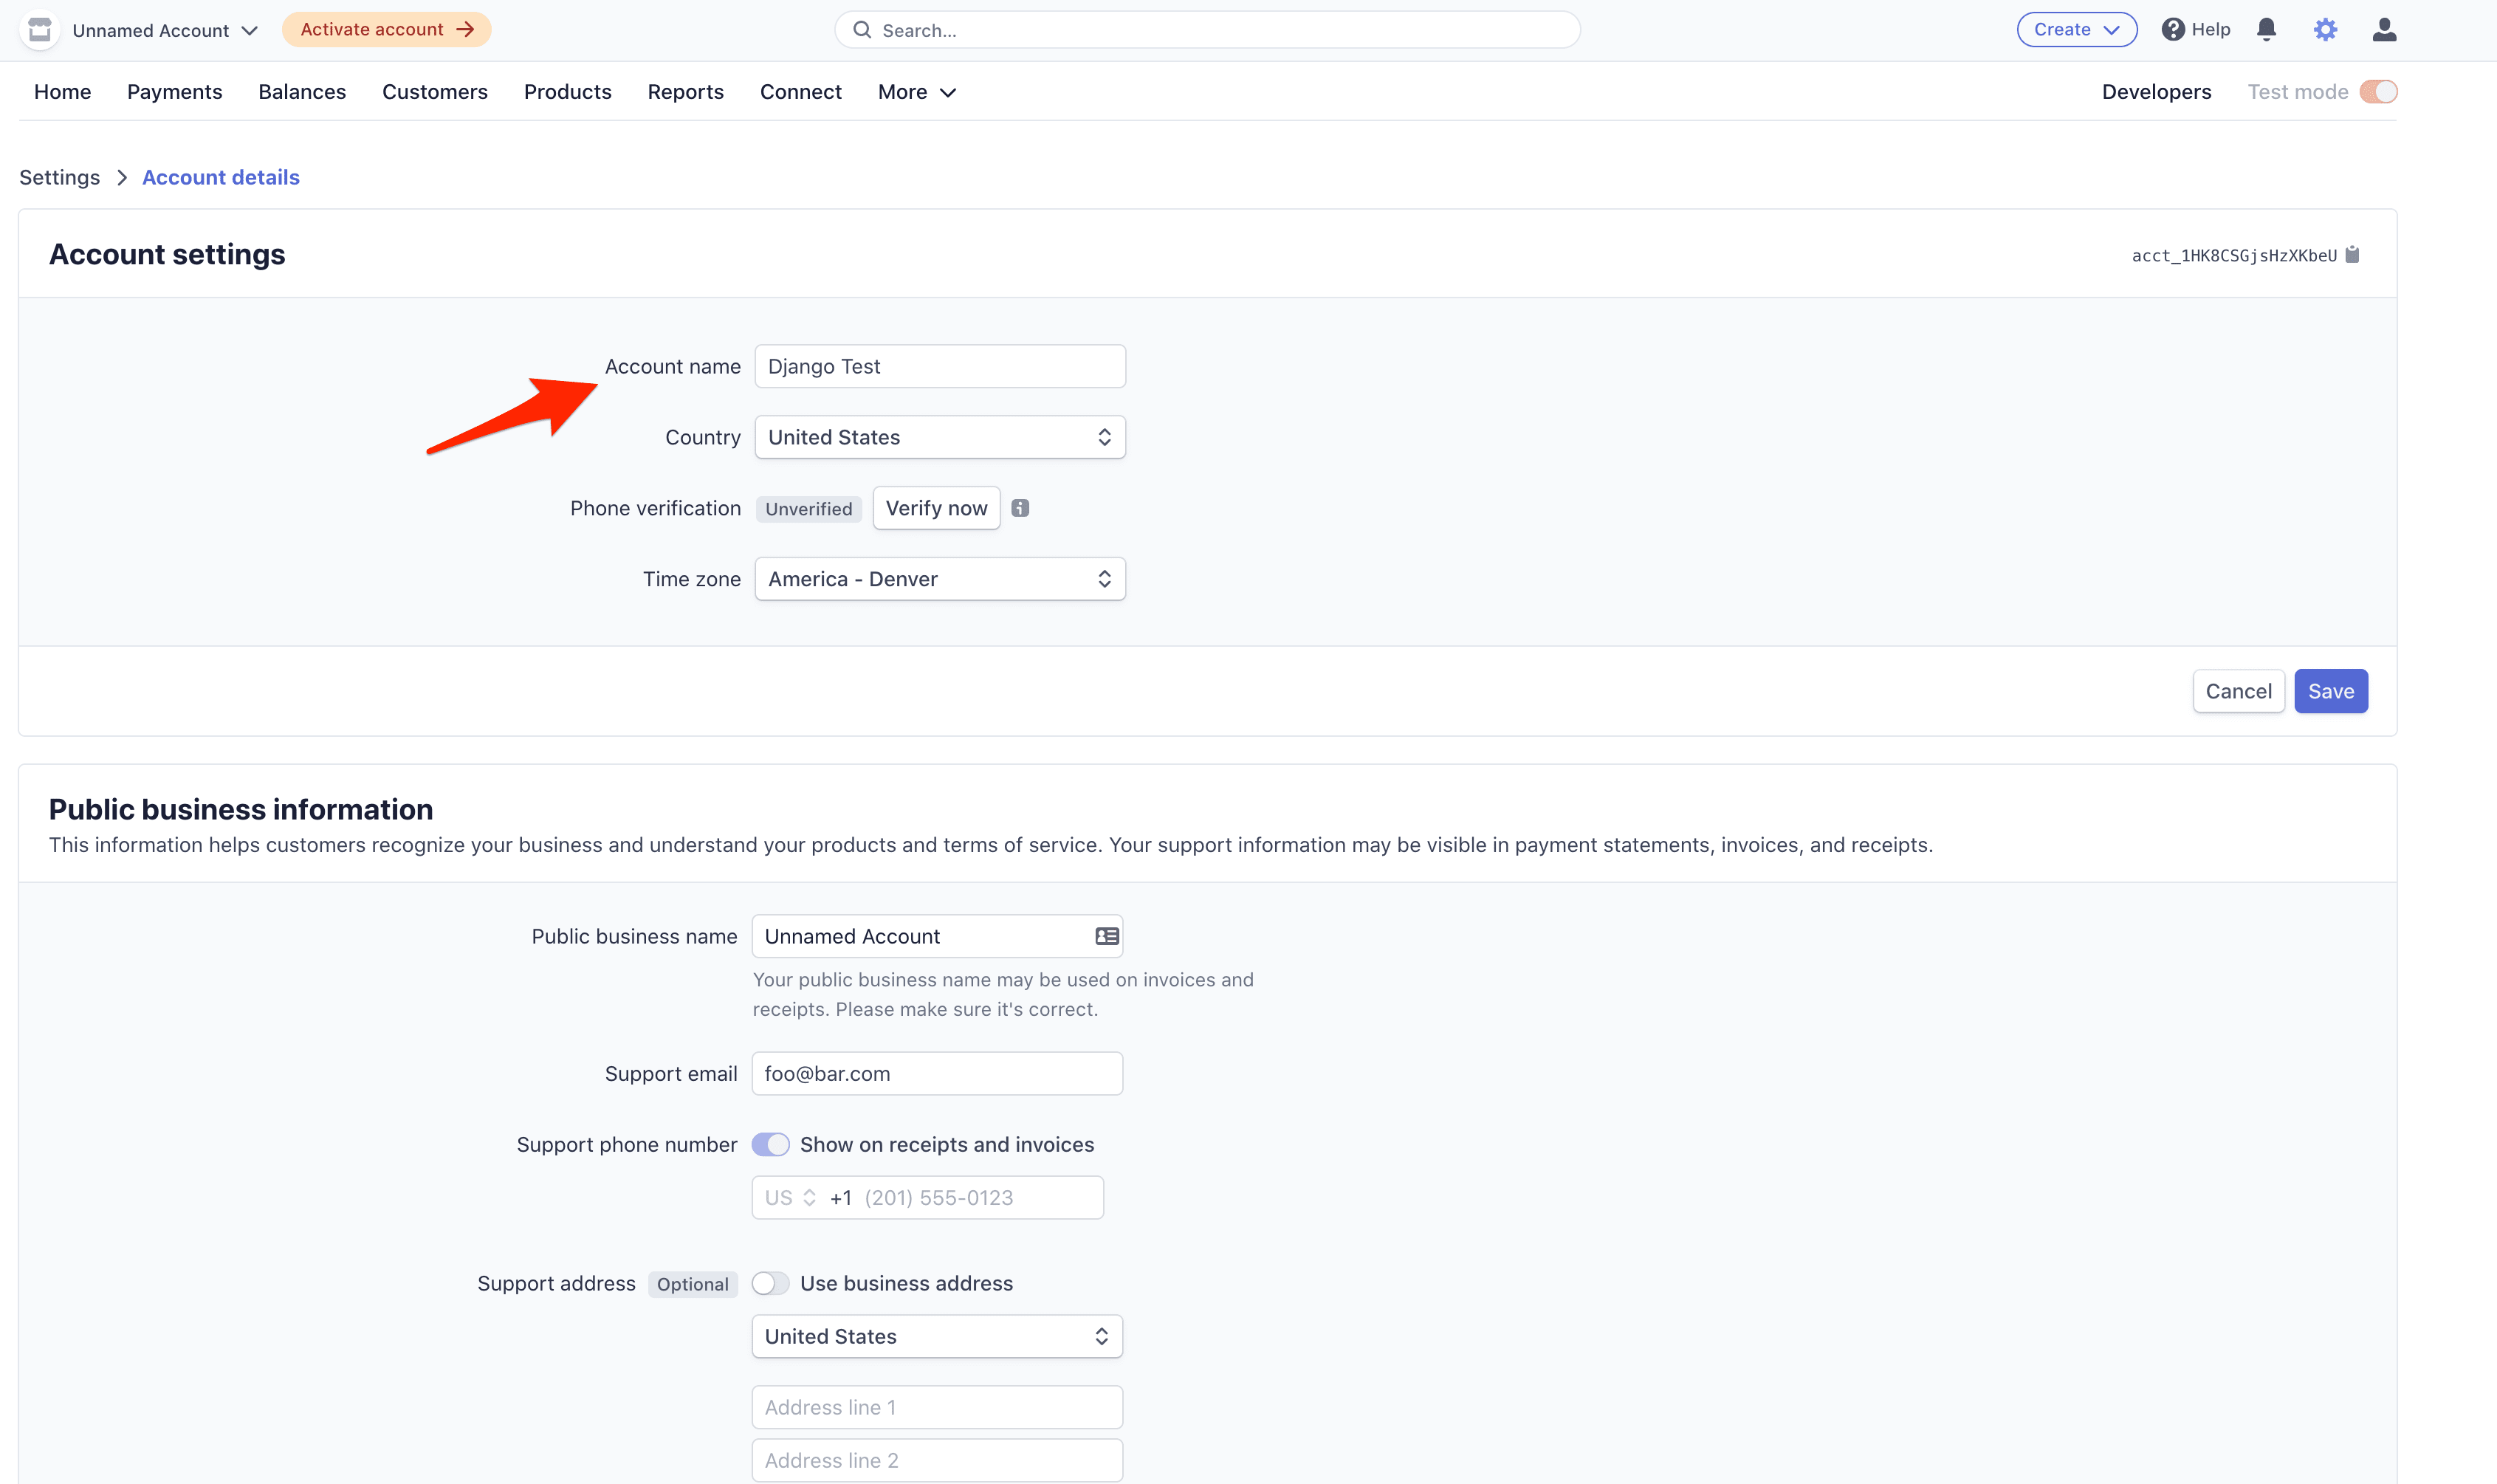 Unnamed Account
Activate account
Search...
Create
Help
Home
Payments
Balances
Customers
Products
Reports
Connect
More
Developers
Test mode
Settings
Account details
Account settings
acct_1HK8CSGjsHzXKbeU
Account name
Django Test
Country
United States
Phone verification
Unverified
Verify now
Time zone
America - Denver
Cancel
Save
Public business information
This information helps customers recognize your business and understand your products and terms of service. Your support information may be visible in payment statements, invoices, and receipts.
Public business name
Unnamed Account
Your public business name may be used on invoices and
receipts. Please make sure it's correct.
Support email
foo@bar.com
Support phone number
Show on receipts and invoices
US
+1
(201) 555-0123
Support address
Optional
Use business address
United States
Address line 1
Address line 2